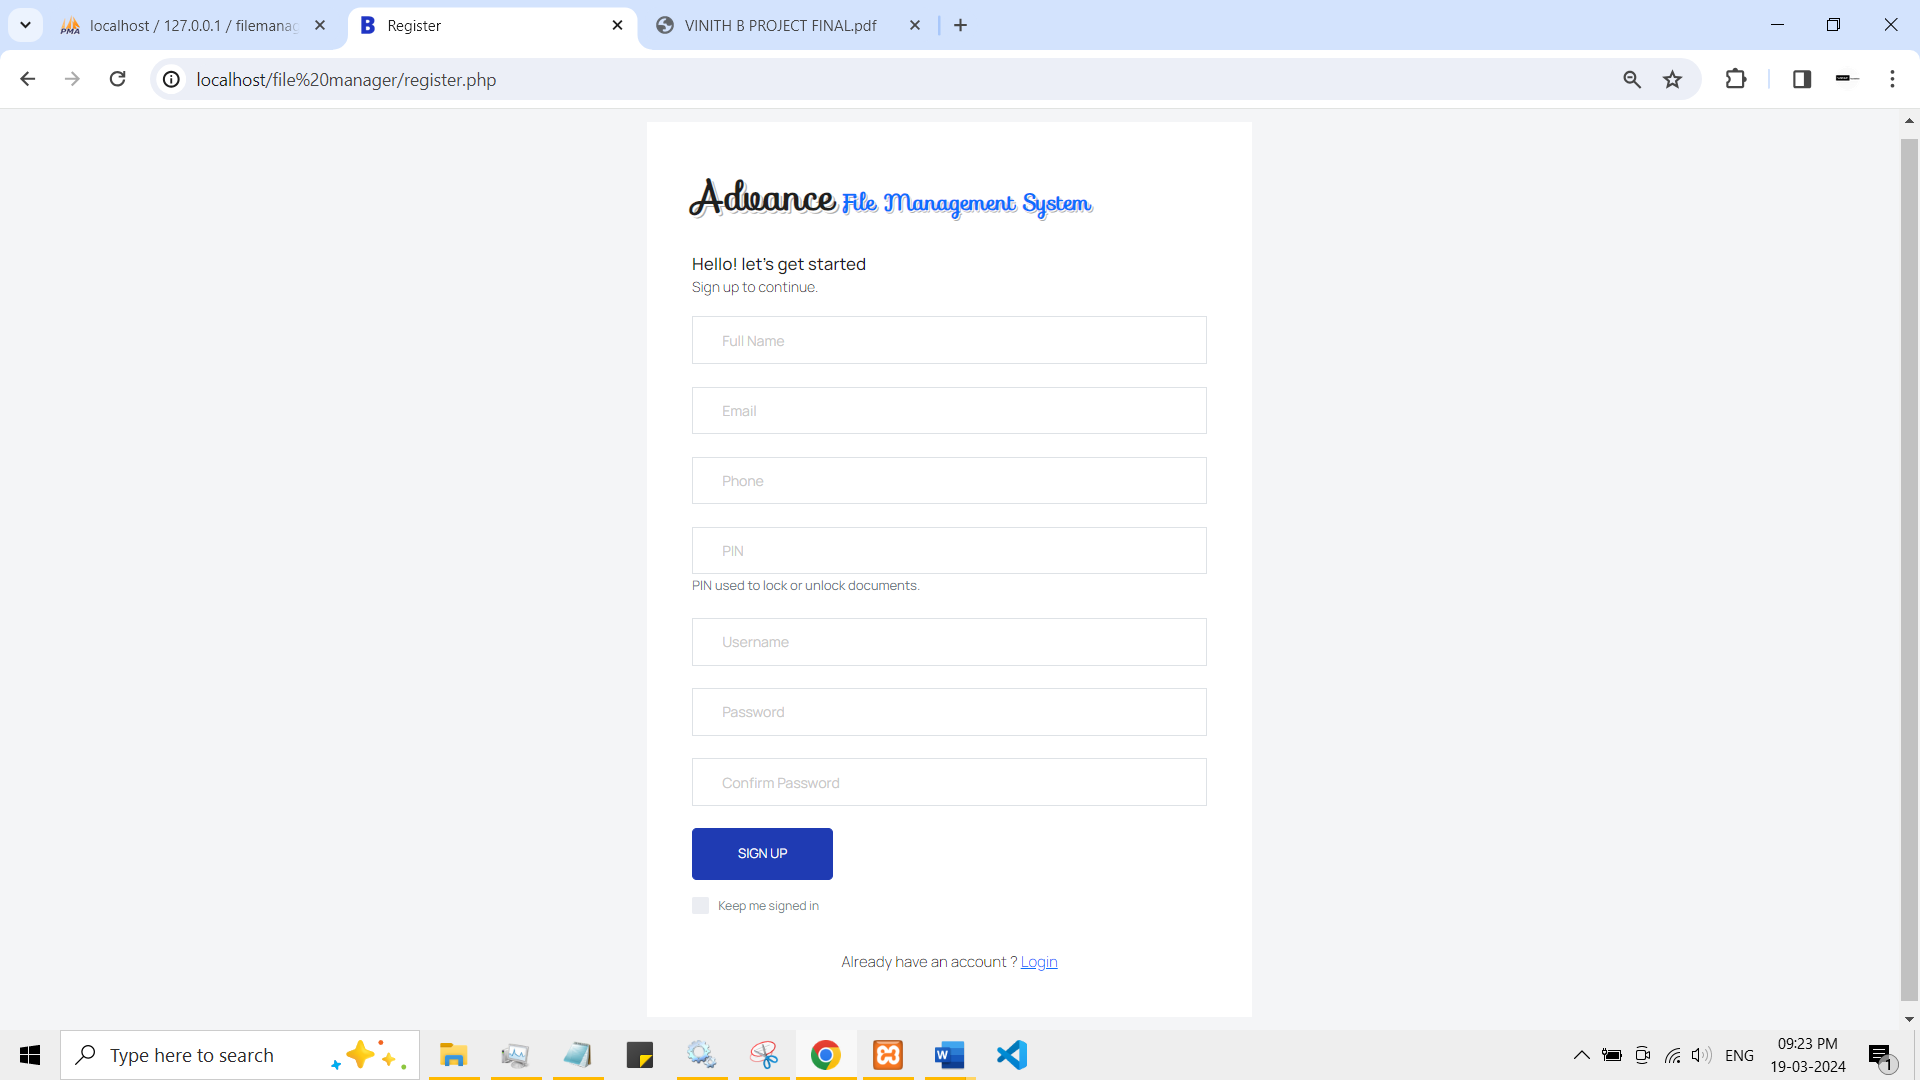 localhost / 127.0.0.1 / filemanag
Register
VINITH B PROJECT FINAL.pdf
localhost/file%20manager/register.php
Advance File Management System
Hello! let's get started
Sign up to continue.
Full Name
Email
Phone
PIN
PIN used to lock or unlock documents.
Username
Password
Confirm Password
SIGN UP
Keep me signed in
Already have an account ? Login
Type here to search
ENG
09:23 PM
19-03-2024
1